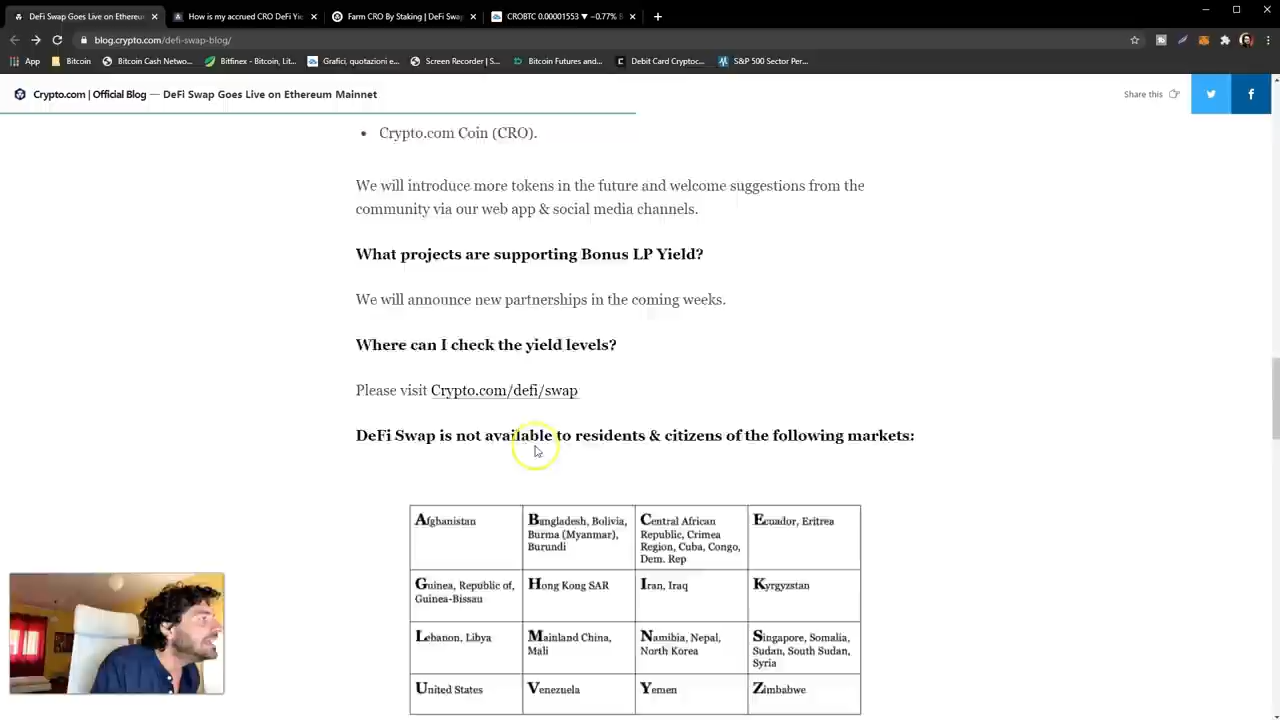 DeFi Swap Goes Live on Ethereum
How is my accrued CRO DeFi Yie
Farm CRO By Staking | DeFi Swap
CROBTC 0.00001553 ▼ −0.77% B
blog.crypto.com/defi-swap-blog/
App
Bitcoin
Bitcoin Cash Netwo...
Bitfinex - Bitcoin, Lit...
Grafici, quotazioni e...
Screen Recorder | S...
Bitcoin Futures and...
Debit Card Cryptoc...
S&P 500 Sector Per...
Crypto.com | Official Blog — DeFi Swap Goes Live on Ethereum Mainnet
Share this
• Crypto.com Coin (CRO).
We will introduce more tokens in the future and welcome suggestions from the
community via our web app & social media channels.
What projects are supporting Bonus LP Yield?
We will announce new partnerships in the coming weeks.
Where can I check the yield levels?
Please visit Crypto.com/defi/swap
DeFi Swap is not available to residents & citizens of the following markets:
Afghanistan
Bangladesh, Bolivia,
Burma (Myanmar),
Burundi
Central African
Republic, Crimea
Region, Cuba, Congo,
Dem. Rep
Ecuador, Eritrea
Guinea, Republic of,
Guinea-Bissau
Hong Kong SAR
Iran, Iraq
Kyrgyzstan
Lebanon, Libya
Mainland China,
Mali
Namibia, Nepal,
North Korea
Singapore, Somalia,
Sudan, South Sudan,
Syria
United States
Venezuela
Yemen
Zimbabwe